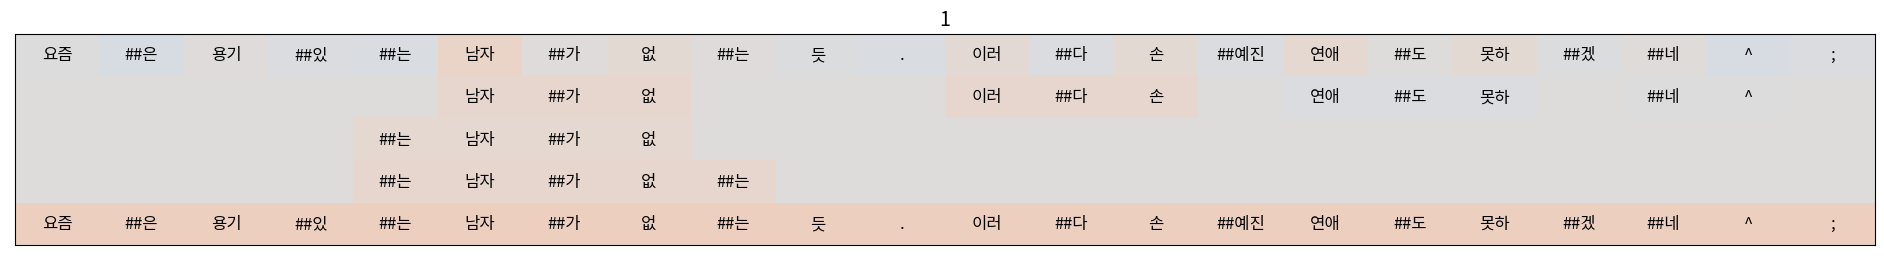 1
요즘 ##은 용기 ##있 ##는 남자 ##가 없 ##는 듯 . 이러 ##다 손 ##예진 연애 ##도 못하 ##겠 ##네 ^ ;
남자 ##가 없 이러 ##다 손 연애 ##도 못하 ##네 ^
##는 남자 ##가 없
##는 남자 ##가 없 ##는
요즘 ##은 용기 ##있 ##는 남자 ##가 없 ##는 듯 . 이러 ##다 손 ##예진 연애 ##도 못하 ##겠 ##네 ^ ;